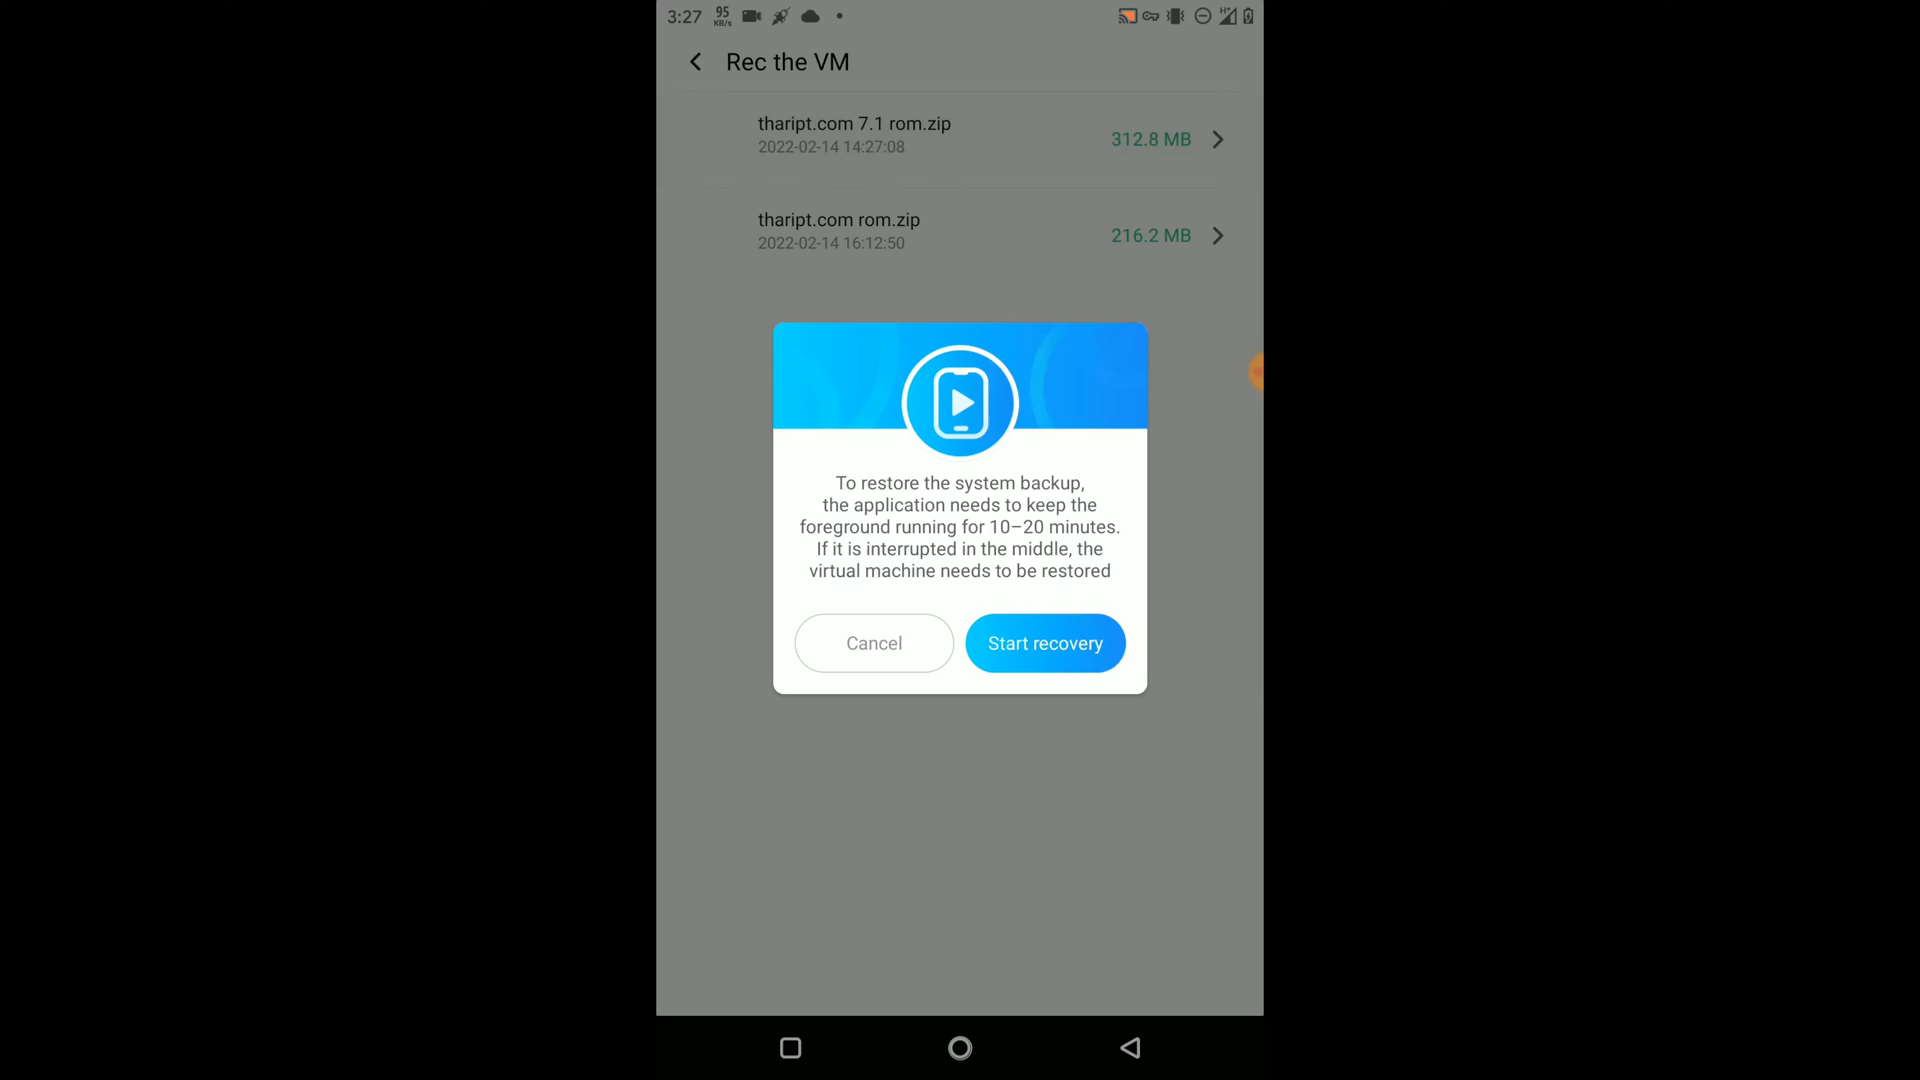 3:27 95 KB/s H+
Rec the VM
thaript.com 7.1 rom.zip
2022-02-14 14:27:08
312.8 MB
thaript.com rom.zip
2022-02-14 16:12:50
216.2 MB
To restore the system backup,
the application needs to keep the
foreground running for 10–20 minutes.
If it is interrupted in the middle, the
virtual machine needs to be restored
Cancel
Start recovery